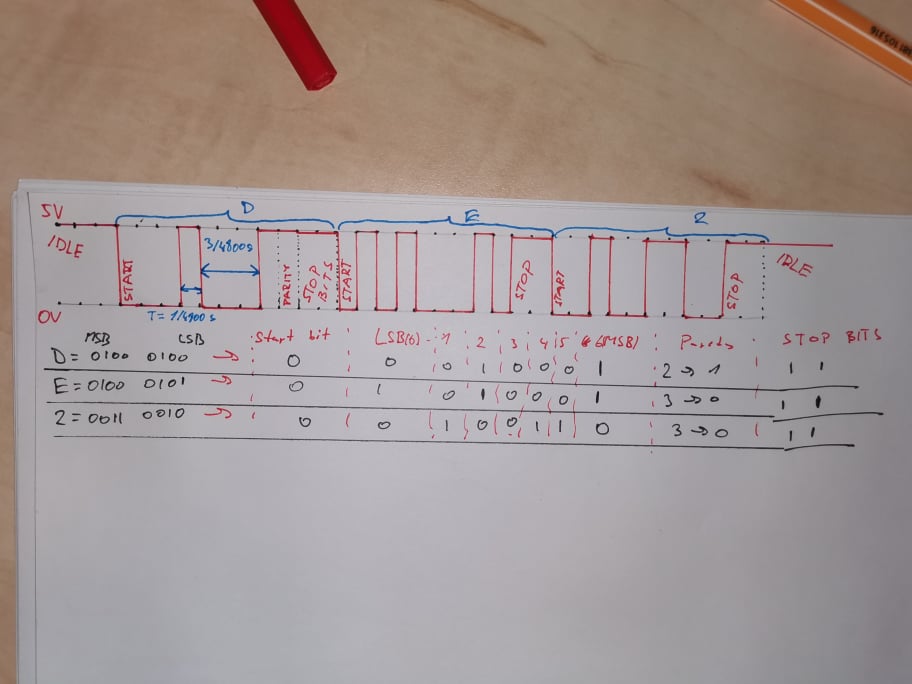 5V
D E 2
IDLE
3/4800s
START
PARITY
STOP
BITS
START
STOP
START
STOP
IDLE
0V
T = 1/4800 s
MSB LSB Start bit LSB(0) 1 2 3 4 5 6(MSB) STOP BITS
D = 0100 0100 → 0 0 0 1 0 0 0 1 2 → 1 1 1
E = 0100 0101 → 0 1 0 1 0 0 0 1 3 → 0 1 1
2 = 0011 0010 → 0 0 1 0 0 1 1 0 3 → 0 1 1